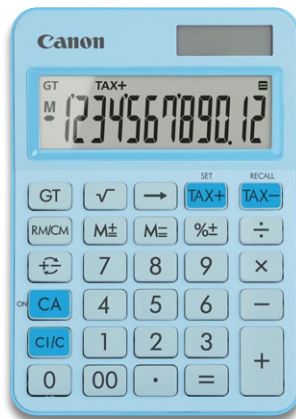 Canon
GT TAX+ =
M
- 1234567890.12
SET RECALL
GT √ → TAX+ TAX−
RM/CM M± M= %± ÷
7 8 9 ×
ON CA 4 5 6 −
CI/C 1 2 3 +
0 00 · =